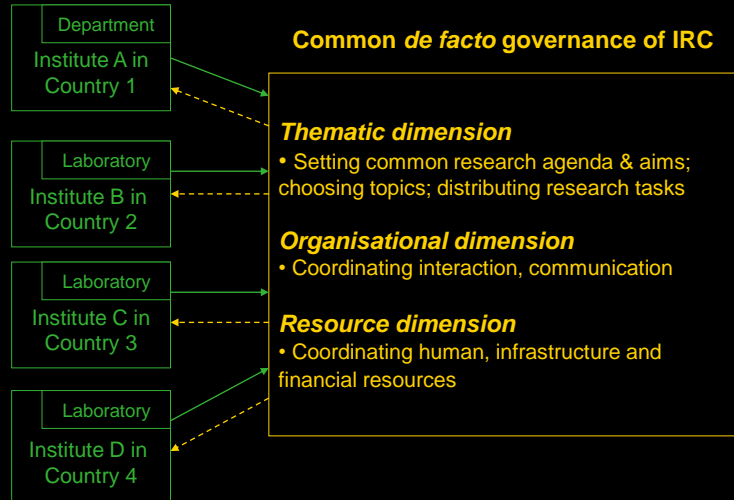 Department
Institute A in
Country 1
Laboratory
Institute B in
Country 2
Laboratory
Institute C in
Country 3
Laboratory
Institute D in
Country 4
Common de facto governance of IRC
Thematic dimension
• Setting common research agenda & aims;
choosing topics; distributing research tasks
Organisational dimension
• Coordinating interaction, communication
Resource dimension
• Coordinating human, infrastructure and
financial resources